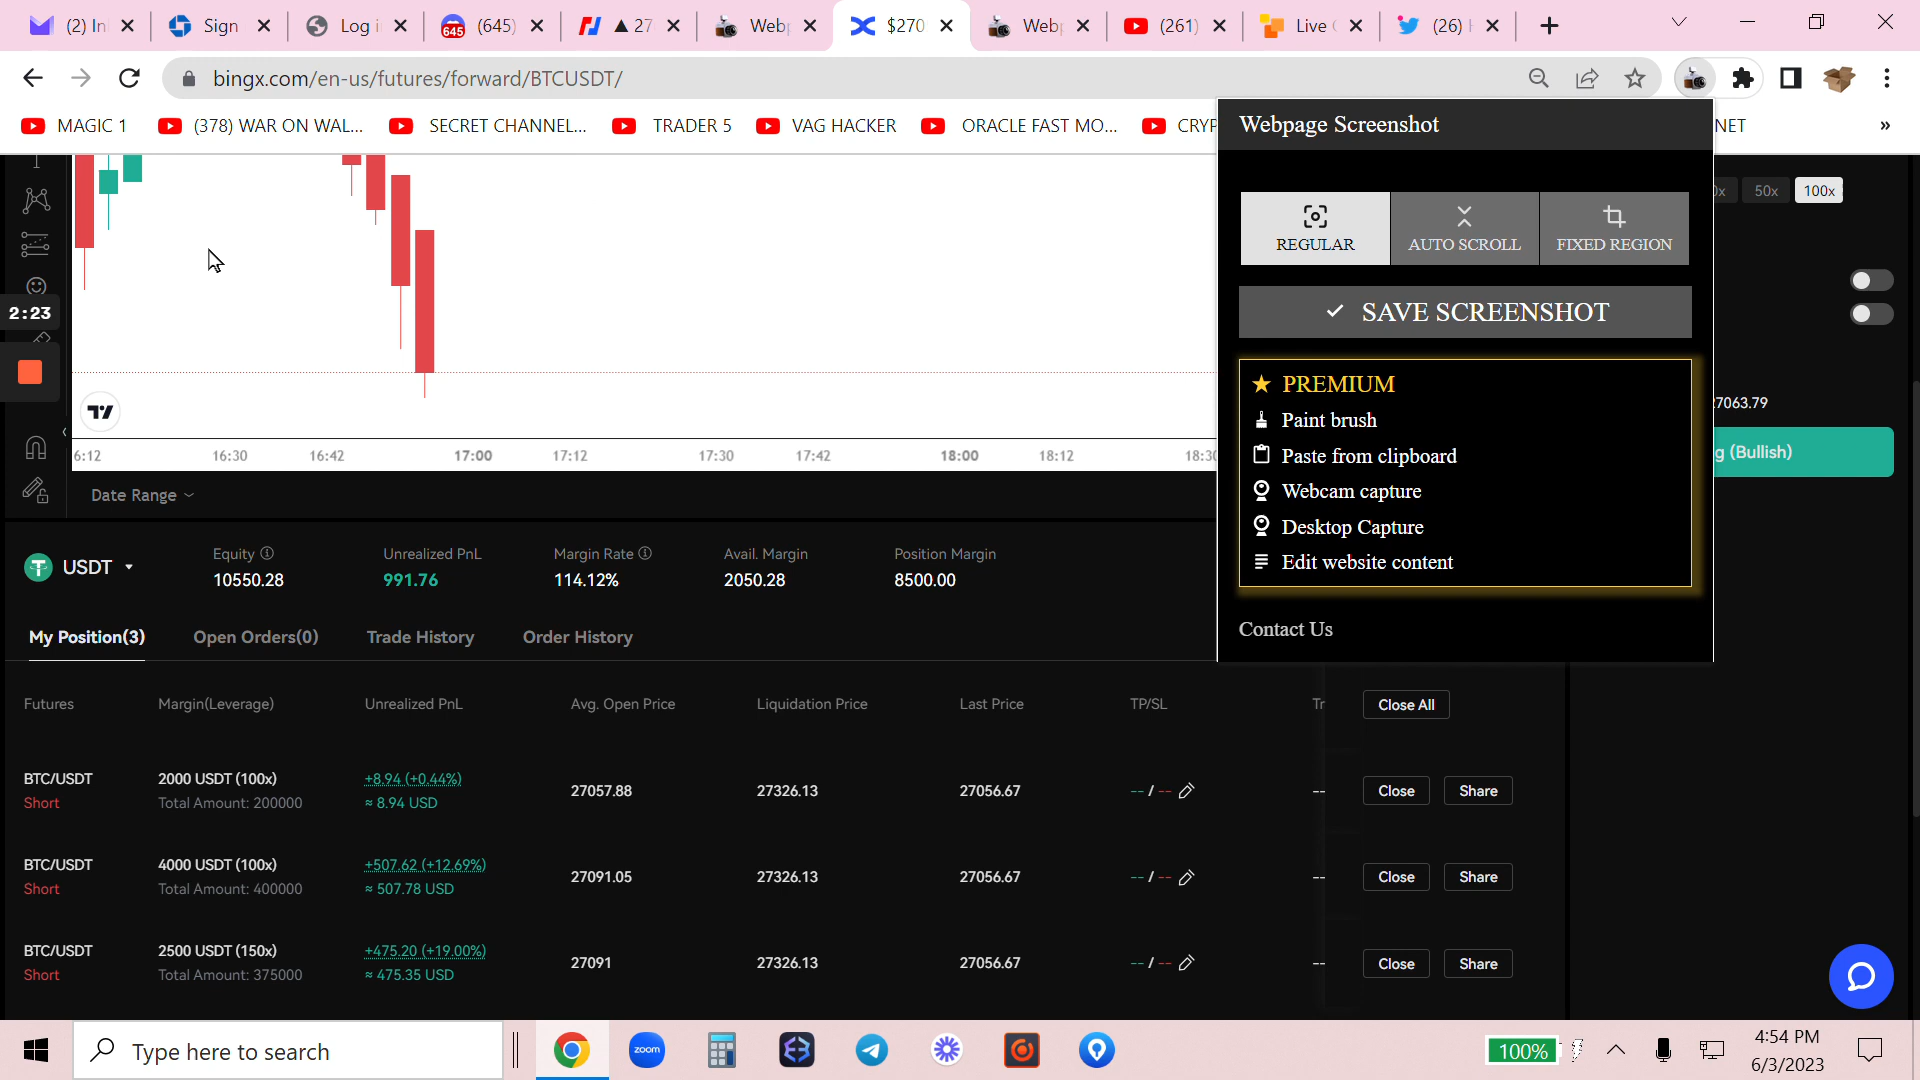 (2) In
Sign
Log i
(645)
▲ 27
Web
$270
Webp
(261)
Live
(26)
bingx.com/en-us/futures/forward/BTCUSDT/
MAGIC 1
(378) WAR ON WAL...
SECRET CHANNEL...
TRADER 5
VAG HACKER
ORACLE FAST MO...
CRYP
NET
»
Webpage Screenshot
REGULAR
AUTO SCROLL
FIXED REGION
SAVE SCREENSHOT
PREMIUM
Paint brush
Paste from clipboard
Webcam capture
Desktop Capture
Edit website content
Contact Us
50x
100x
27063.79
g (Bullish)
2:23
6:12
16:30
16:42
17:00
17:12
17:30
17:42
18:00
18:12
18:30
Date Range
USDT
Equity
10550.28
Unrealized PnL
991.76
Margin Rate
114.12%
Avail. Margin
2050.28
Position Margin
8500.00
My Position(3)
Open Orders(0)
Trade History
Order History
Futures
Margin(Leverage)
Unrealized PnL
Avg. Open Price
Liquidation Price
Last Price
TP/SL
Tr
Close All
BTC/USDT
Short
2000 USDT (100x)
Total Amount: 200000
+8.94 (+0.44%)
≈ 8.94 USD
27057.88
27326.13
27056.67
-- / --
--
Close
Share
BTC/USDT
Short
4000 USDT (100x)
Total Amount: 400000
+507.62 (+12.69%)
≈ 507.78 USD
27091.05
27326.13
27056.67
-- / --
--
Close
Share
BTC/USDT
Short
2500 USDT (150x)
Total Amount: 375000
+475.20 (+19.00%)
≈ 475.35 USD
27091
27326.13
27056.67
-- / --
--
Close
Share
Type here to search
zoom
100%
4:54 PM
6/3/2023